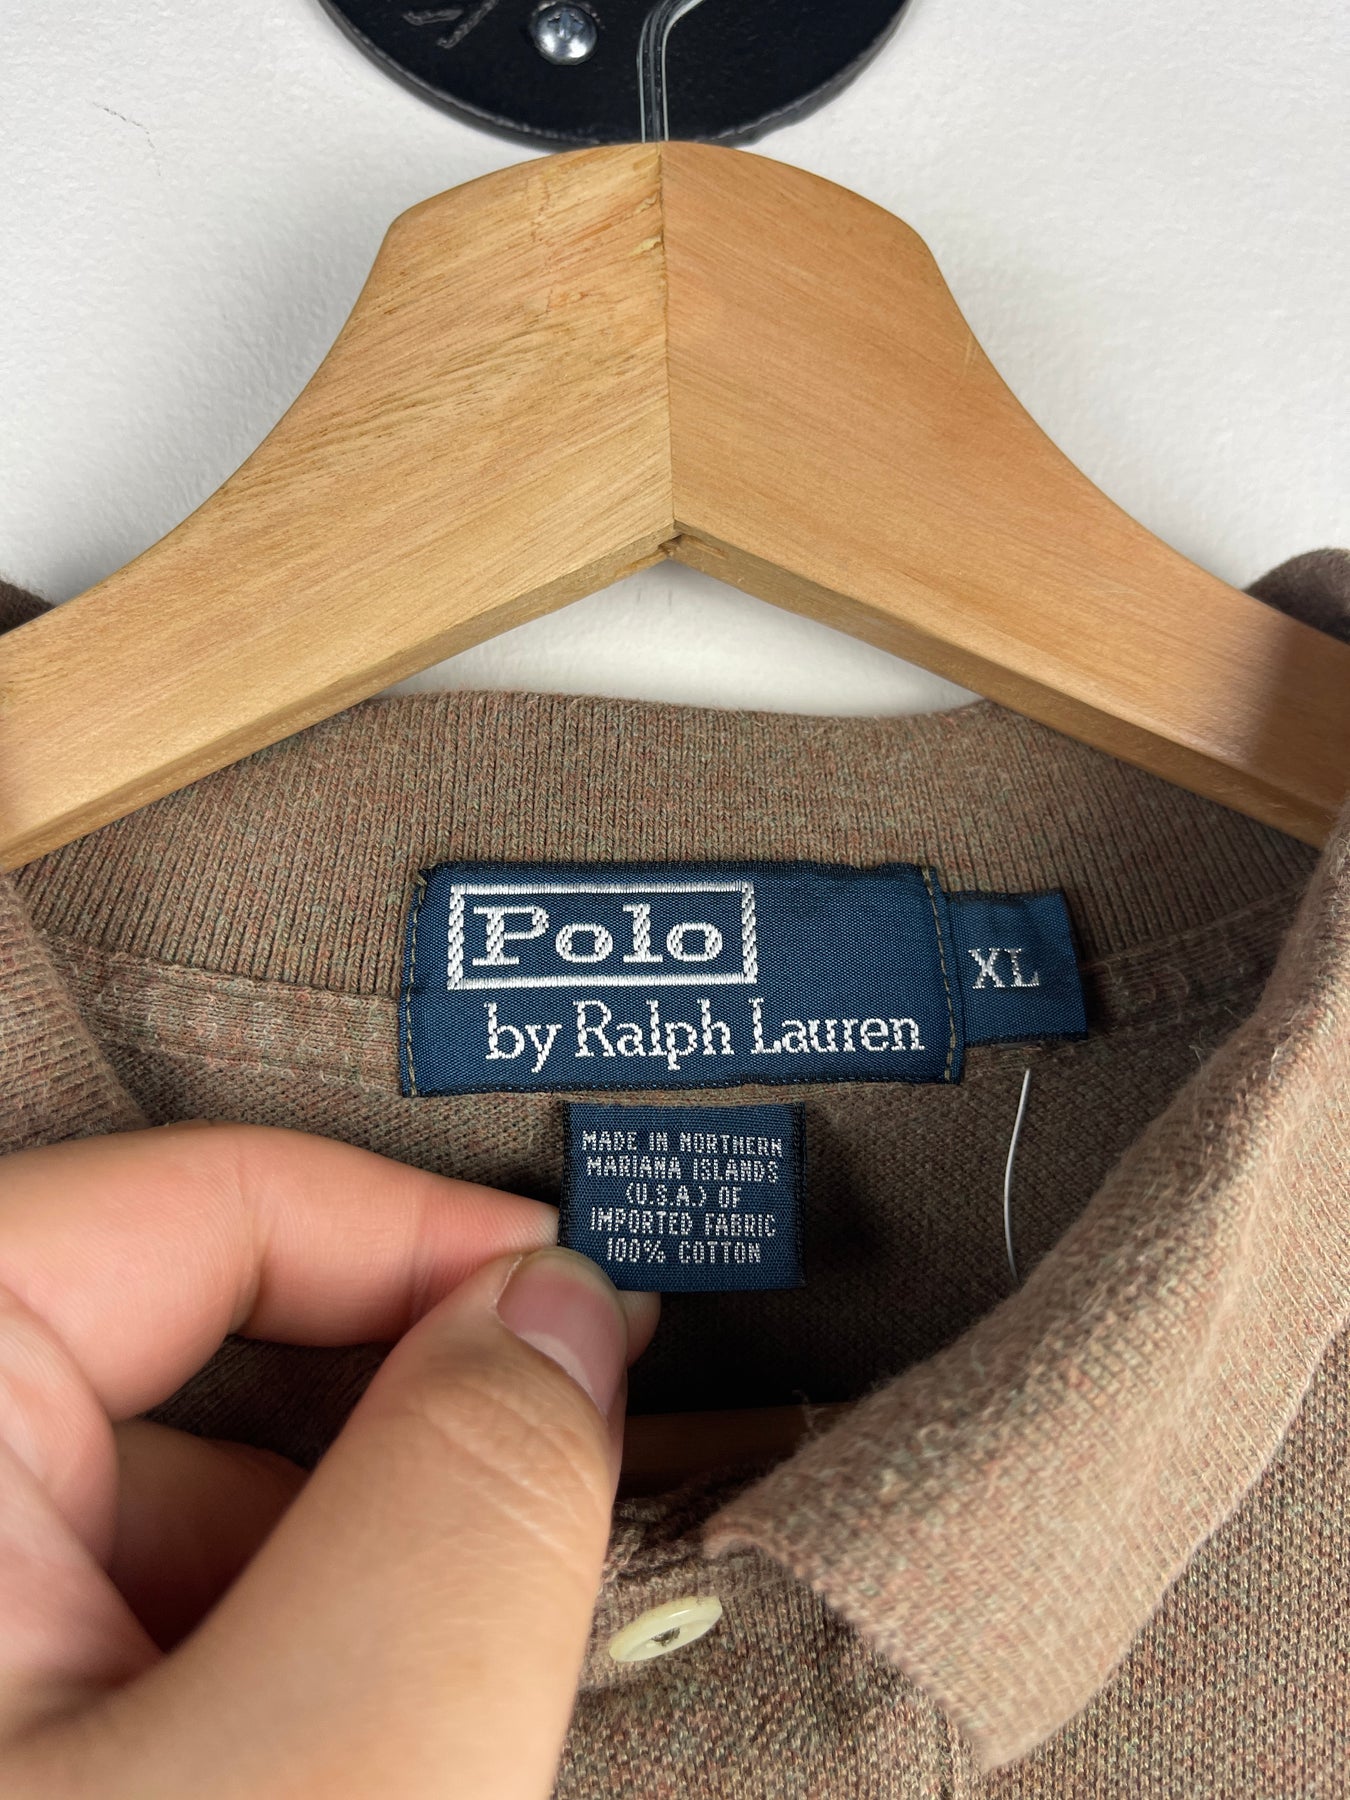 Polo
by Ralph Lauren
XL
MADE IN NORTHERN
MARIANA ISLANDS
(U.S.A.) OF
IMPORTED FABRIC
100% COTTON